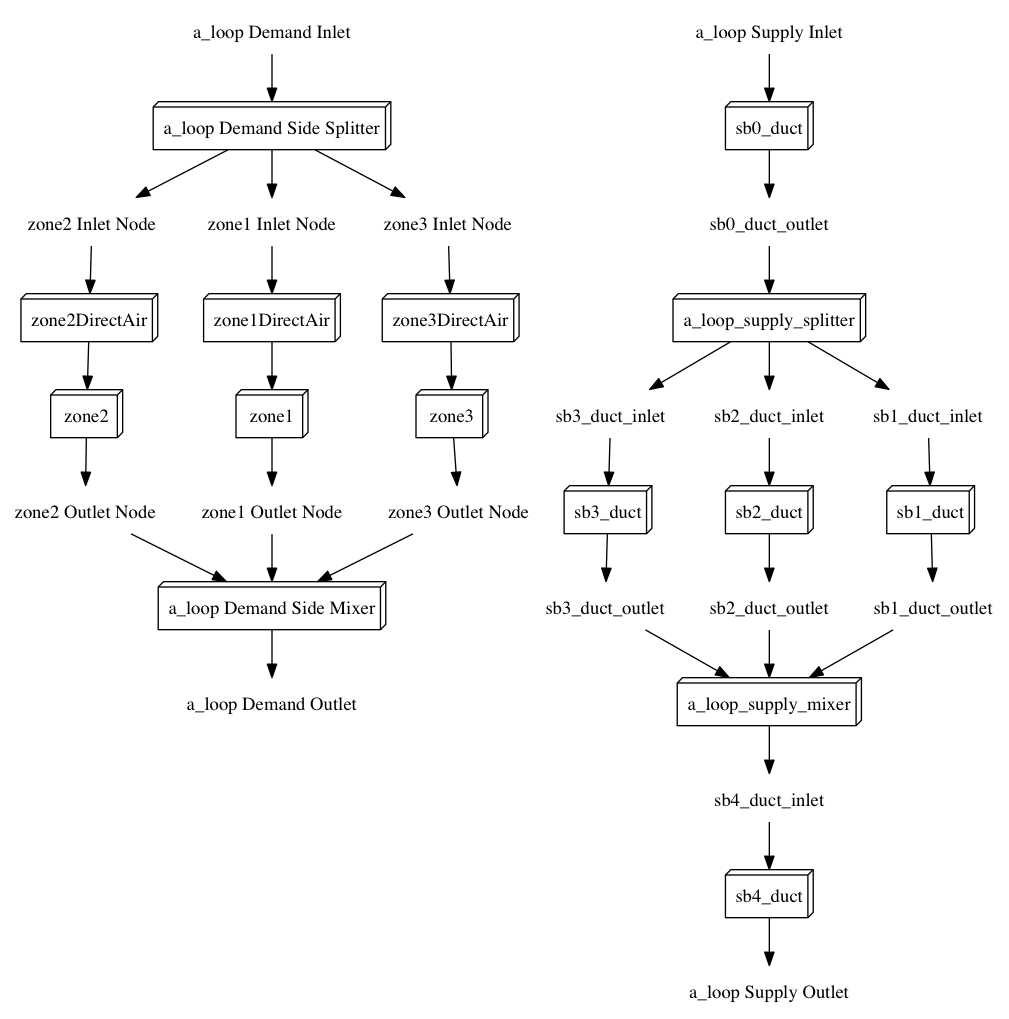 a_loop Demand Inlet
a_loop Demand Side Splitter
zone2 Inlet Node
zone1 Inlet Node
zone3 Inlet Node
zone2DirectAir
zone1DirectAir
zone3DirectAir
zone2
zone1
zone3
zone2 Outlet Node
zone1 Outlet Node
zone3 Outlet Node
a_loop Demand Side Mixer
a_loop Demand Outlet
a_loop Supply Inlet
sb0_duct
sb0_duct_outlet
a_loop_supply_splitter
sb3_duct_inlet
sb2_duct_inlet
sb1_duct_inlet
sb3_duct
sb2_duct
sb1_duct
sb3_duct_outlet
sb2_duct_outlet
sb1_duct_outlet
a_loop_supply_mixer
sb4_duct_inlet
sb4_duct
a_loop Supply Outlet